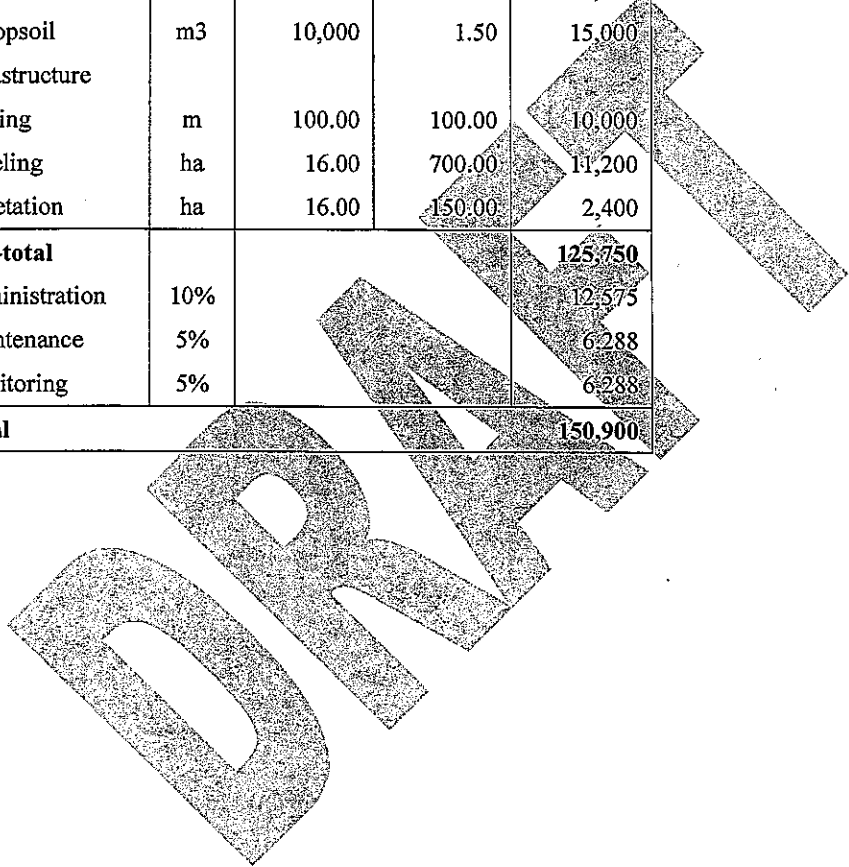 opsoil m3 10,000 1.50 15,000
structure
ing m 100.00 100.00 10,000
ling ha 16.00 700.00 11,200
etation ha 16.00 150.00 2,400
-total 125,750
inistration 10% 12,575
ntenance 5% 6,288
itoring 5% 6,288
al 150,900
DRAFT